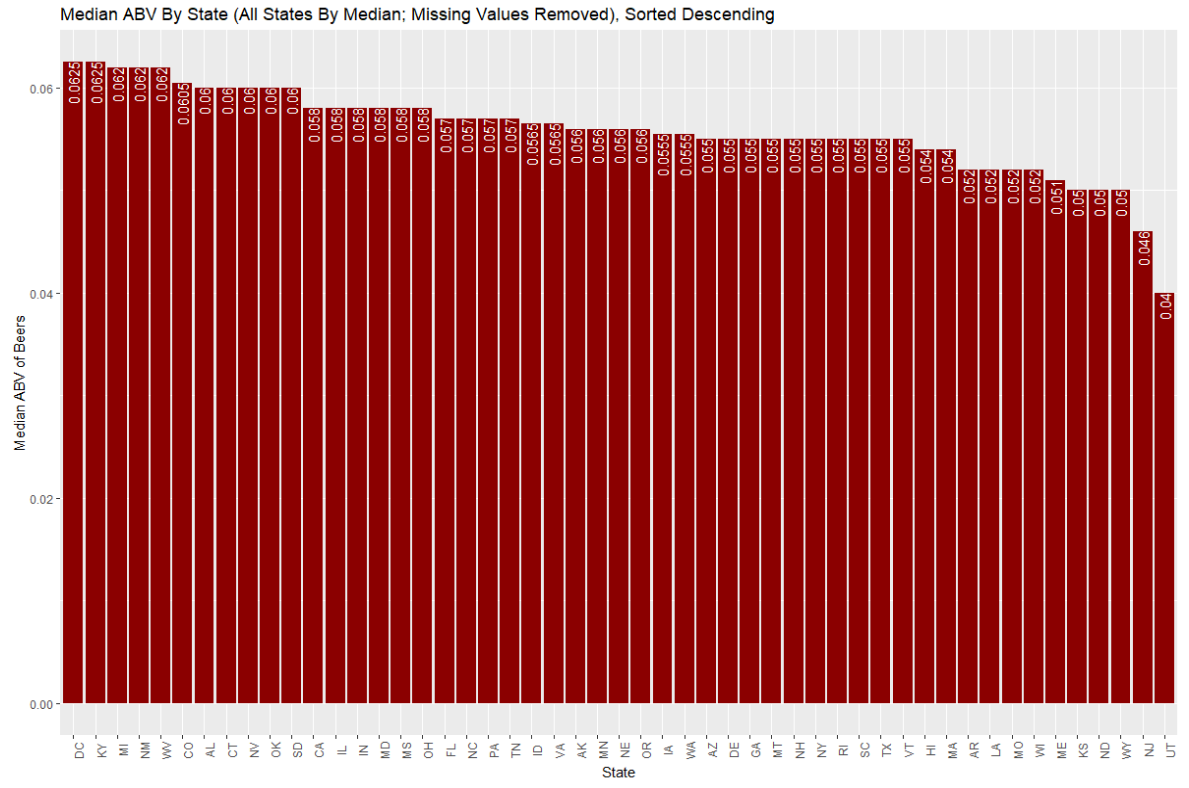 Median ABV By State (All States By Median; Missing Values Removed), Sorted Descending
Median ABV of Beers
0.06
0.04
0.02
0.00
0.0625
0.0625
0.062
0.062
0.062
0.0605
0.06
0.06
0.06
0.06
0.06
0.058
0.058
0.058
0.058
0.058
0.058
0.057
0.057
0.057
0.057
0.0565
0.0565
0.056
0.056
0.056
0.056
0.0555
0.0555
0.055
0.055
0.055
0.055
0.055
0.055
0.055
0.055
0.055
0.055
0.054
0.054
0.052
0.052
0.052
0.052
0.051
0.05
0.05
0.05
0.046
0.04
DC
KY
MI
NM
WV
CO
AL
CT
NV
OK
SD
CA
IL
IN
MD
MS
OH
FL
NC
PA
TN
ID
VA
AK
MN
NE
OR
IA
WA
AZ
DE
GA
MT
NH
NY
RI
SC
TX
VT
HI
MA
AR
LA
MO
WI
ME
KS
ND
WY
NJ
UT
State